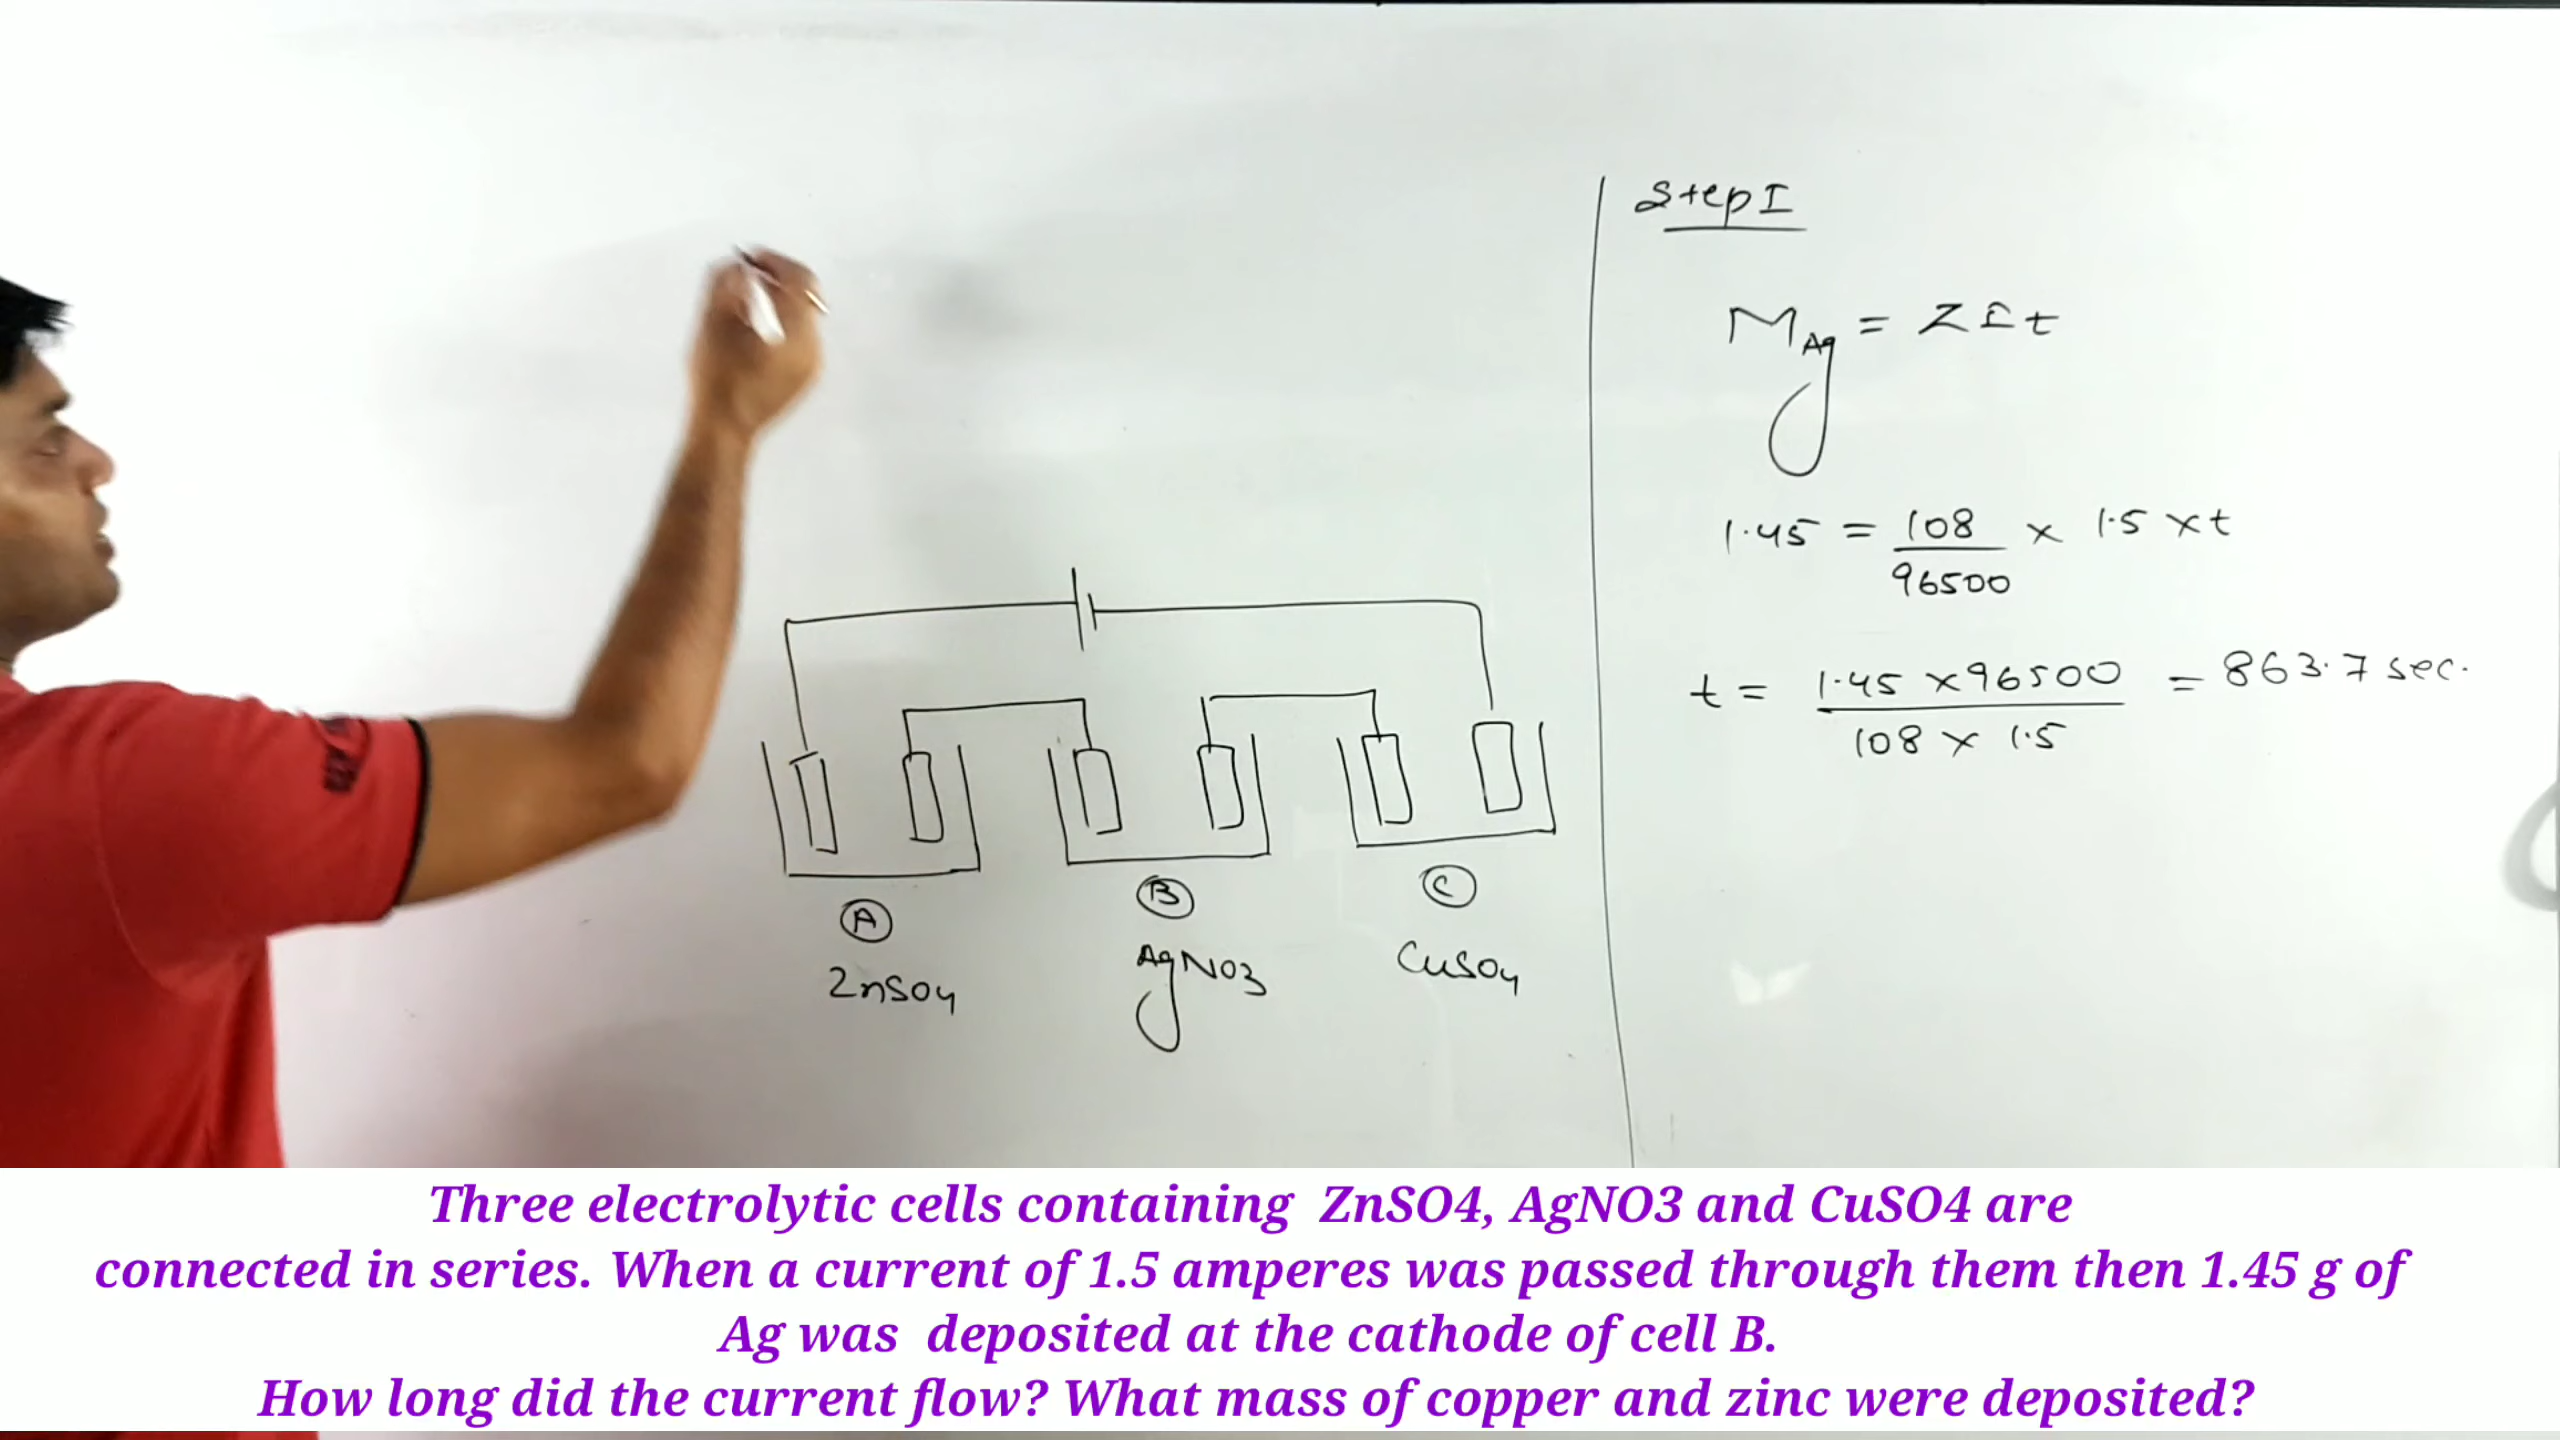 Step I
MAg = ZIt
1.45 = 108 / 96500 × 1.5 × t
t = 1.45 × 96500 / 108 × 1.5 = 863.7 sec.
A
B
C
ZnSO4
AgNO3
CuSO4
Three electrolytic cells containing ZnSO4, AgNO3 and CuSO4 are
connected in series. When a current of 1.5 amperes was passed through them then 1.45 g of
Ag was deposited at the cathode of cell B.
How long did the current flow? What mass of copper and zinc were deposited?